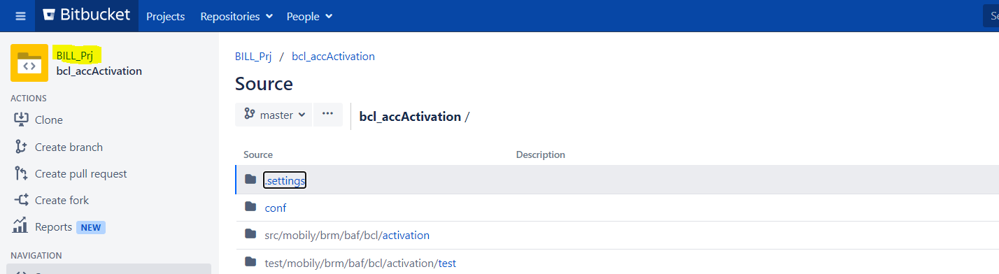 Bitbucket Projects Repositories People Se
BILL_Prj
bcl_accActivation
ACTIONS
Clone
Create branch
Create pull request
Create fork
Reports NEW
NAVIGATION
BILL_Prj / bcl_accActivation
Source
master ··· bcl_accActivation /
Source Description
.settings
conf
src/mobily/brm/baf/bcl/activation
test/mobily/brm/baf/bcl/activation/test